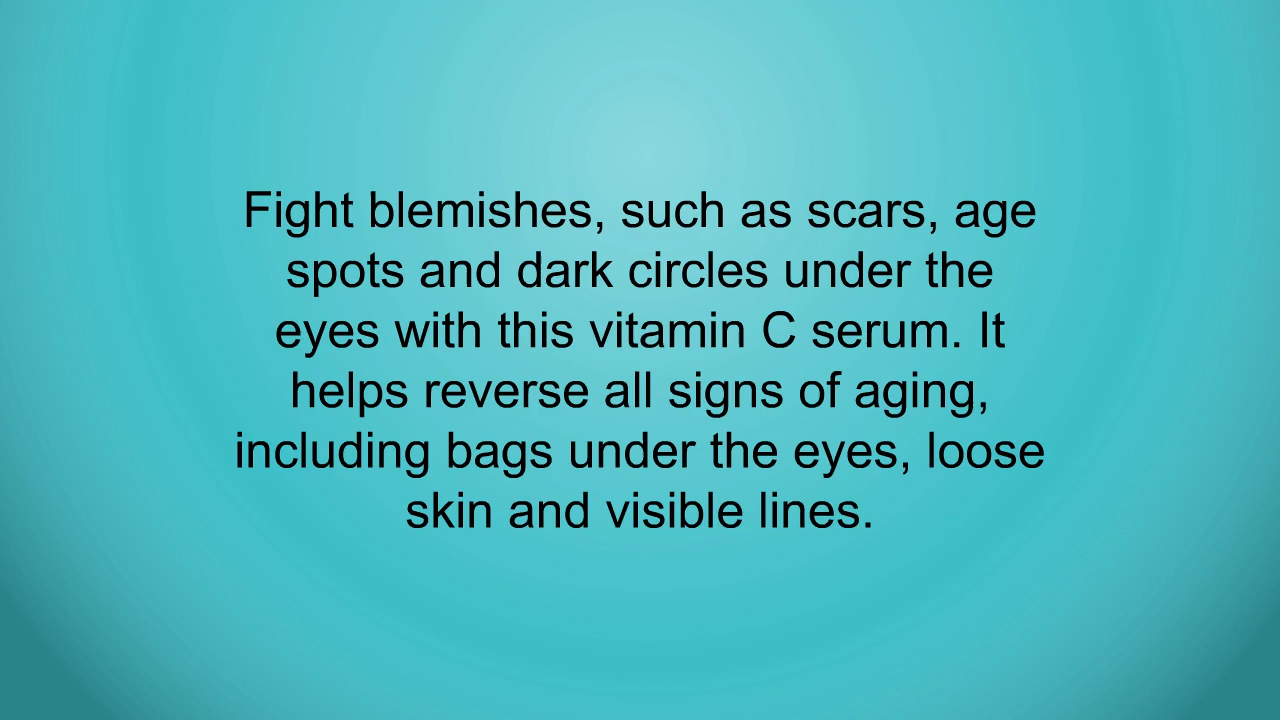 Fight blemishes, such as scars, age
spots and dark circles under the
eyes with this vitamin C serum. It
helps reverse all signs of aging,
including bags under the eyes, loose
skin and visible lines.